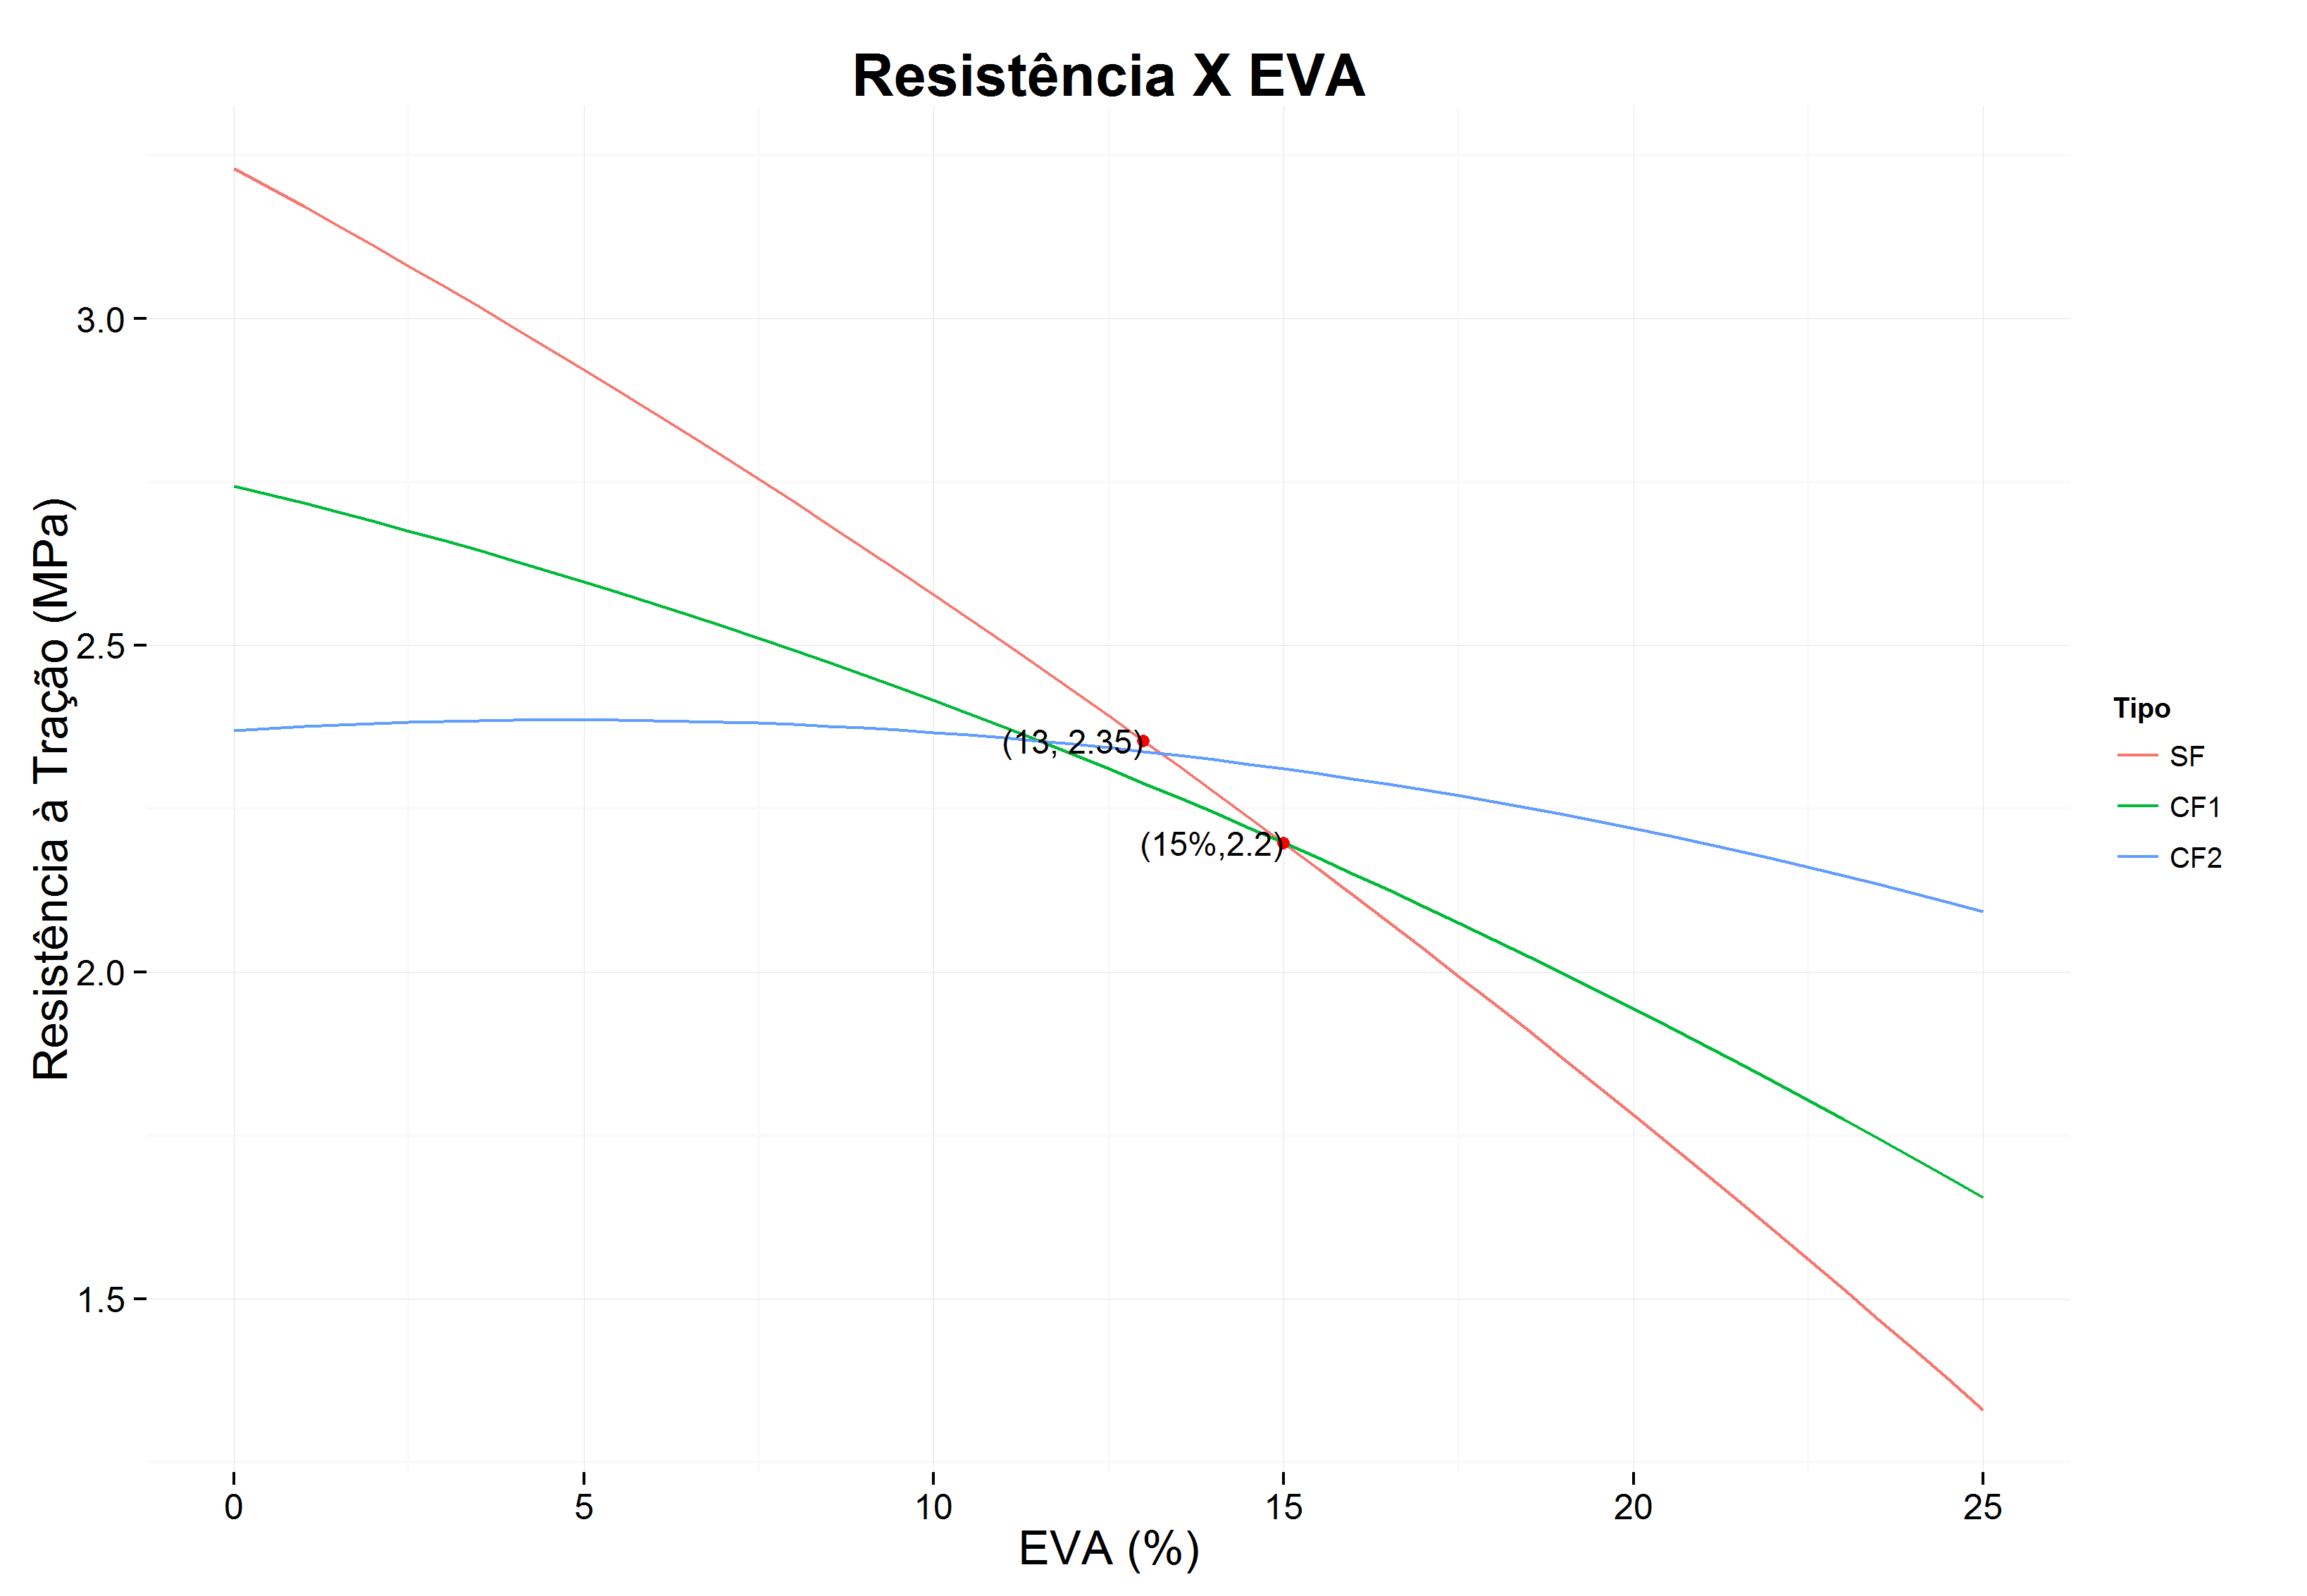 Resistência X EVA
Resistência à Tração (MPa)
3.0
2.5
2.0
1.5
(13, 2.35)
(15%,2.2)
Tipo
SF
CF1
CF2
0 5 10 15 20 25
EVA (%)